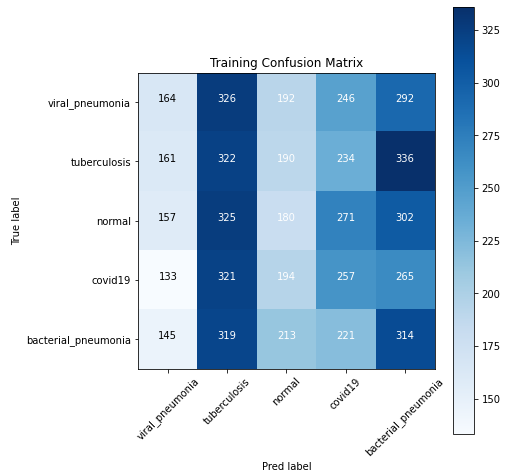 Training Confusion Matrix
viral_pneumonia 164 326 192 246 292
tuberculosis 161 322 190 234 336
normal 157 325 180 271 302
covid19 133 321 194 257 265
bacterial_pneumonia 145 319 213 221 314
viral_pneumonia tuberculosis normal covid19 bacterial_pneumonia
True label
Pred label
325
300
275
250
225
200
175
150